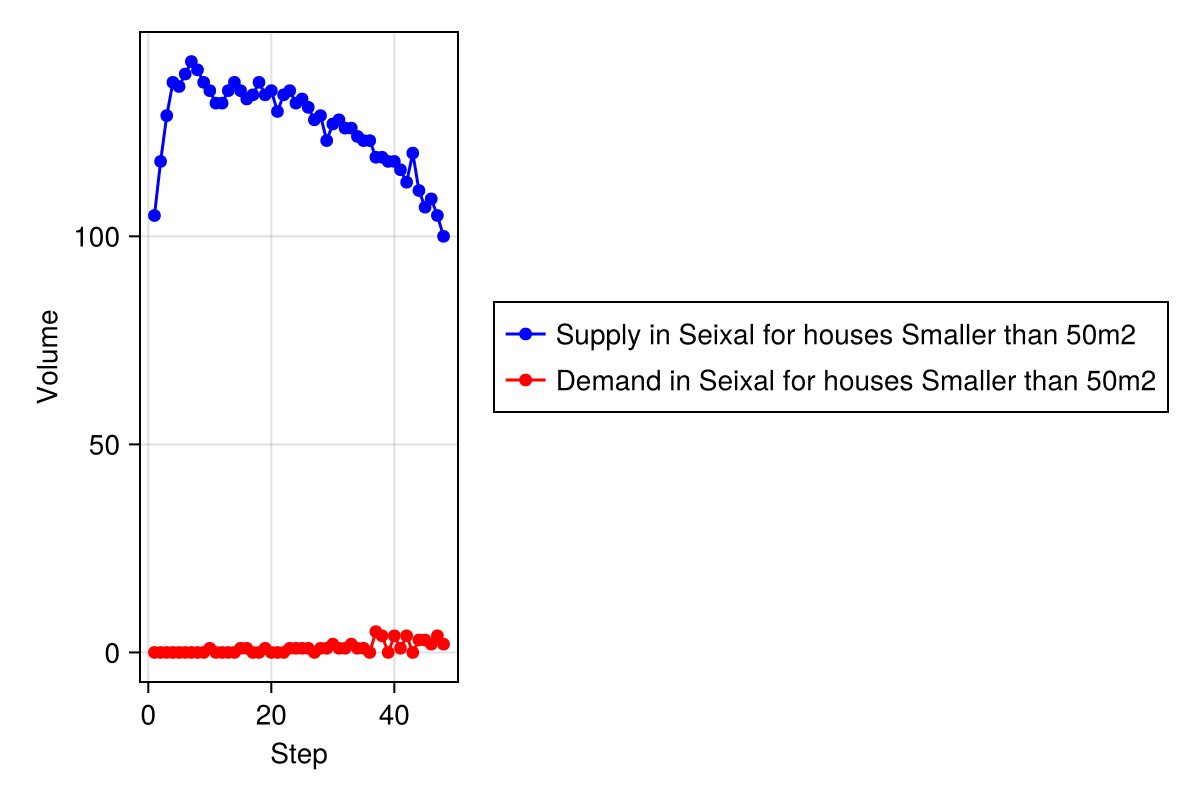 100
50
0
Volume
0 20 40
Step
Supply in Seixal for houses Smaller than 50m2
Demand in Seixal for houses Smaller than 50m2